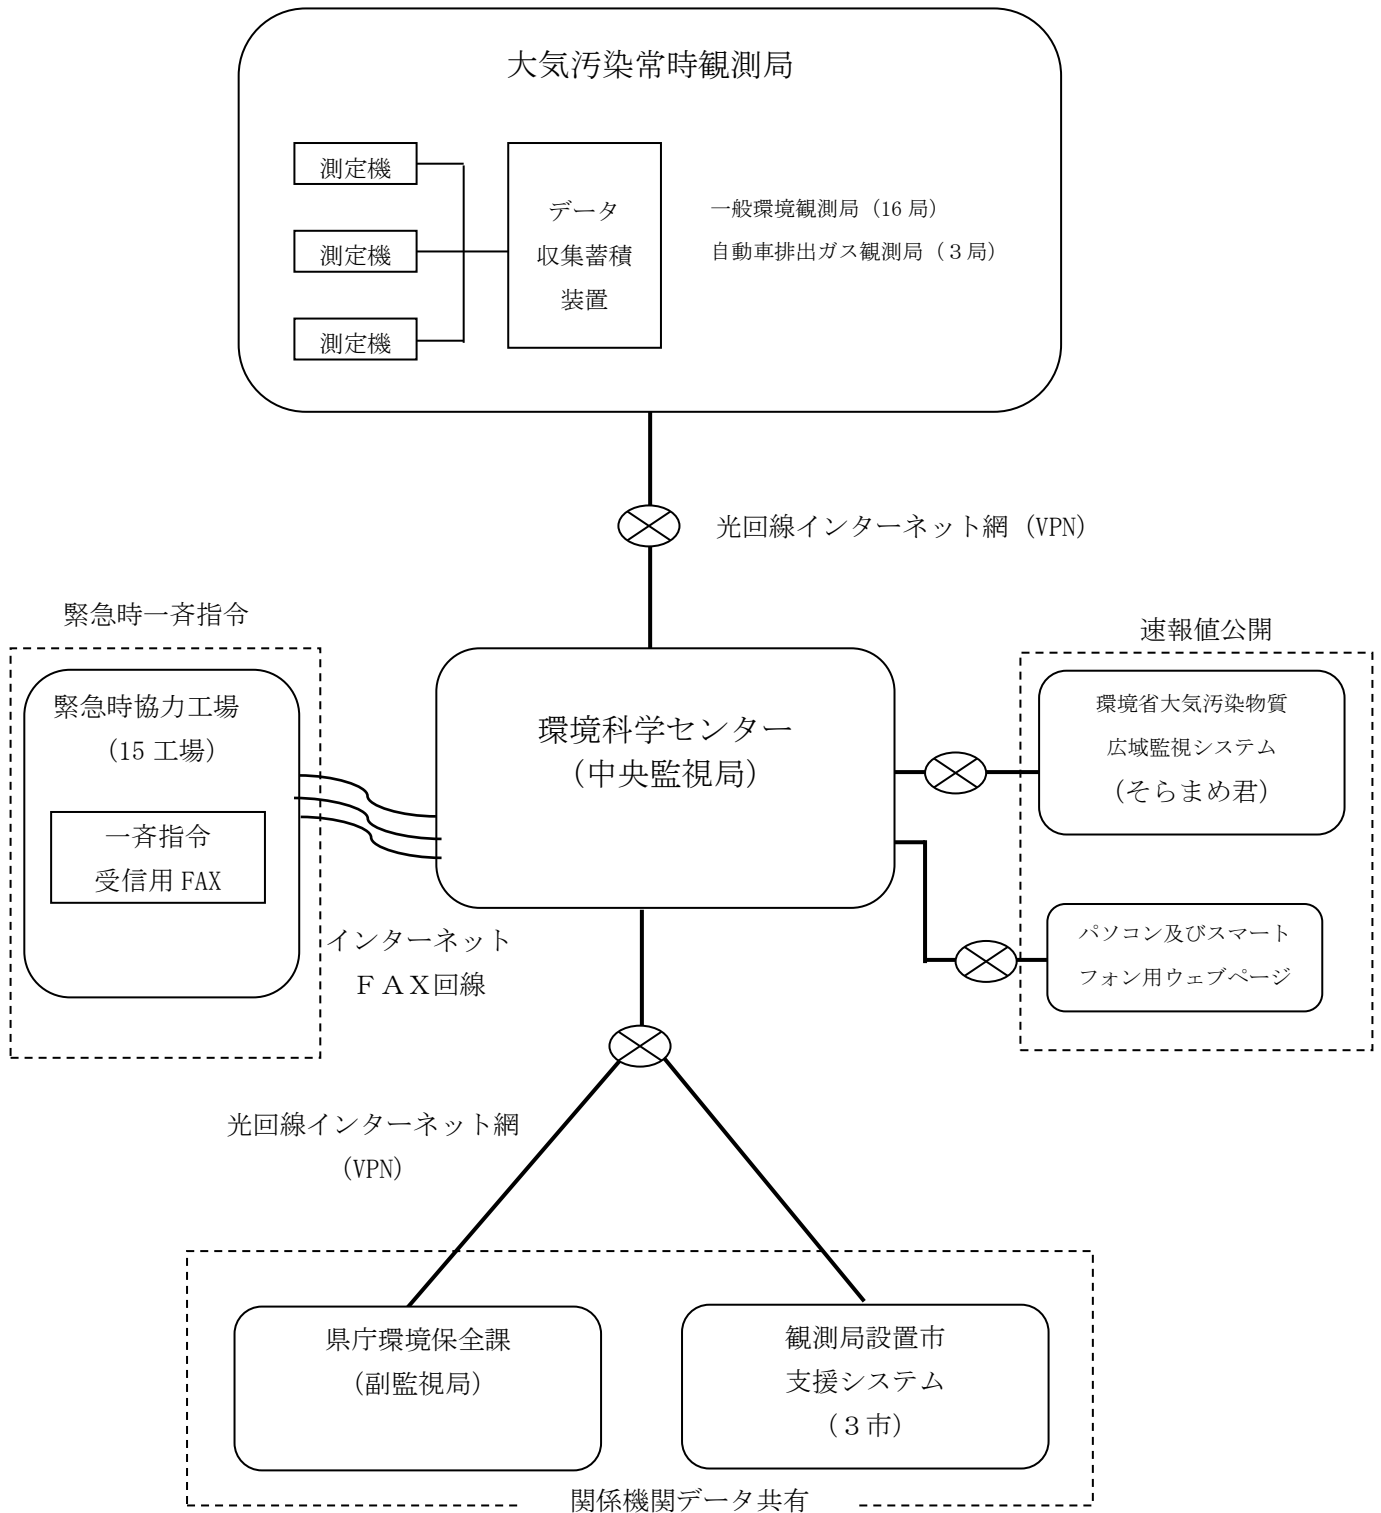 大気汚染常時観測局
測定機
測定機
測定機
データ
収集蓄積
装置
一般環境観測局（16 局）
自動車排出ガス観測局（３局）
光回線インターネット網（VPN）
緊急時一斉指令
緊急時協力工場
（15 工場）
一斉指令
受信用 FAX
インターネット
ＦＡＸ回線
環境科学センター
（中央監視局）
速報値公開
環境省大気汚染物質
広域監視システム
（そらまめ君）
パソコン及びスマート
フォン用ウェブページ
光回線インターネット網
（VPN）
県庁環境保全課
（副監視局）
観測局設置市
支援システム
（３市）
関係機関データ共有